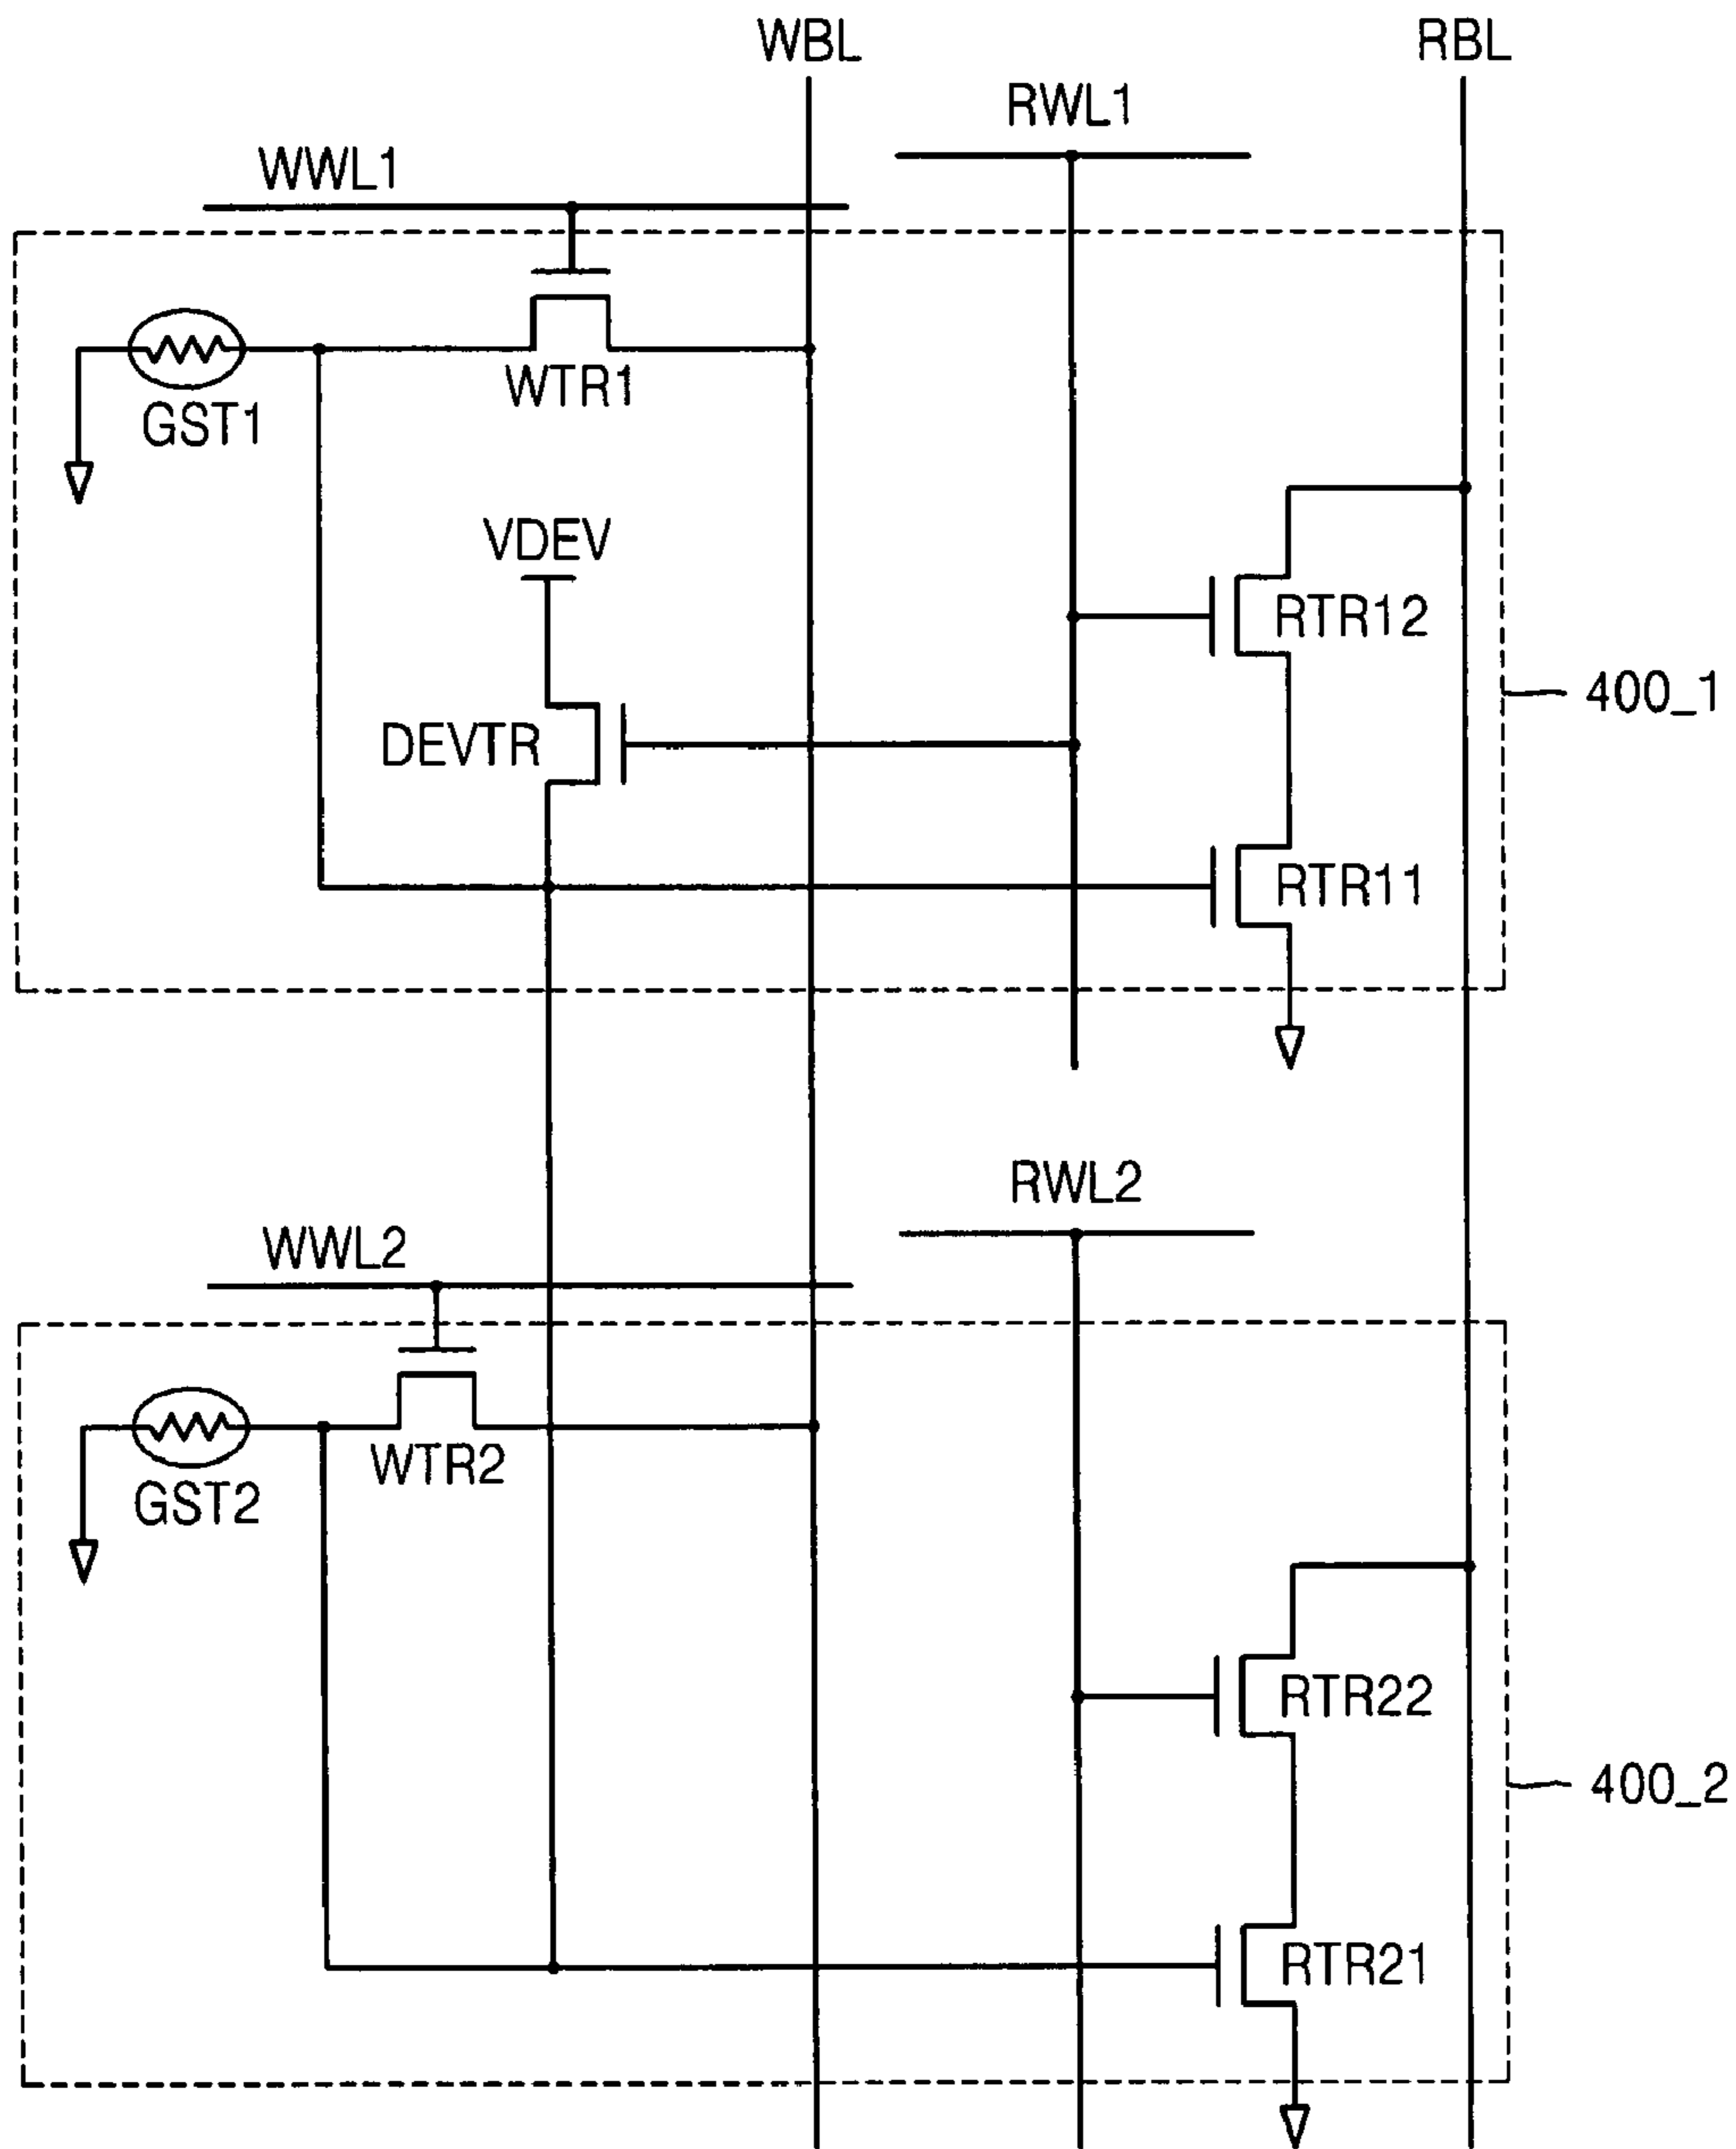 WBL
RBL
RWL1
WWL1
WTR1
GST1
VDEV
RTR12
400_1
DEVTR
RTR11
RWL2
WWL2
WTR2
GST2
RTR22
400_2
RTR21